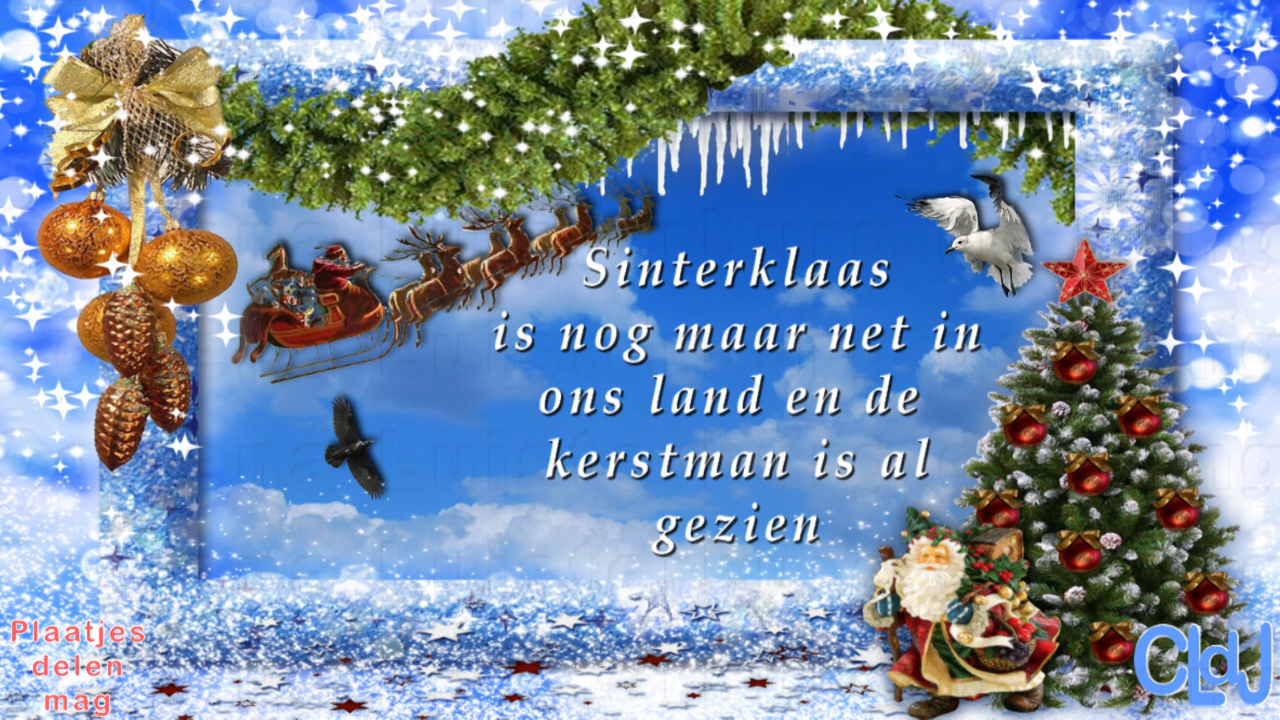 Sinterklaas
is nog maar net in
ons land en de
kerstman is al
gezien
Plaatjes
delen
mag
CLdJ